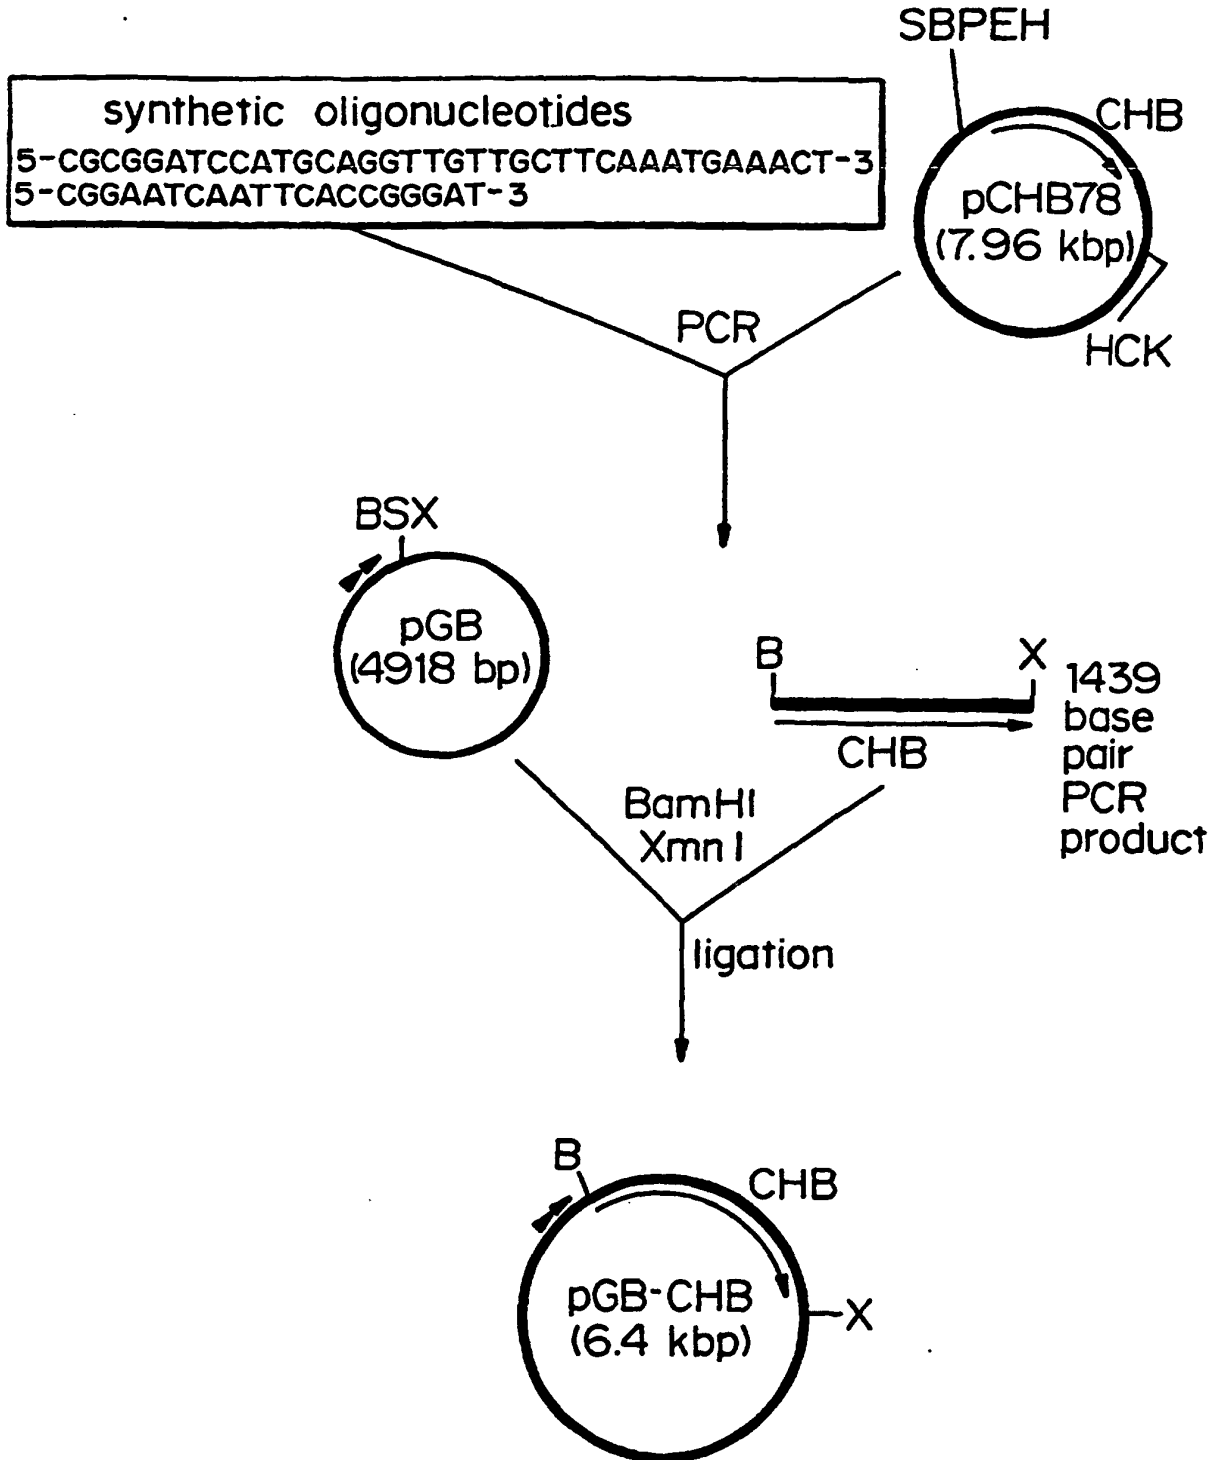 SBPEH
synthetic oligonucleotides
5-CGCGGATCCATGCAGGTTGTTGCTTCAAATGAAACT-3
5-CGGAATCAATTCACCGGGAT-3
CHB
pCHB78
(7.96 kbp)
HCK
PCR
BSX
pGB
(4918 bp)
B
X
CHB
1439
base
pair
PCR
product
BamHI
Xmn I
ligation
B
CHB
pGB-CHB
(6.4 kbp)
X